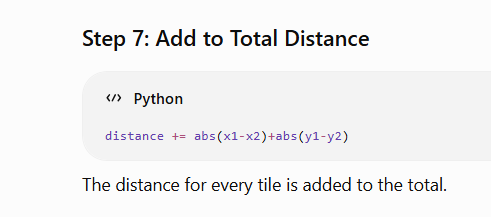 Step 7: Add to Total Distance
Python
distance += abs(x1-x2)+abs(y1-y2)
The distance for every tile is added to the total.